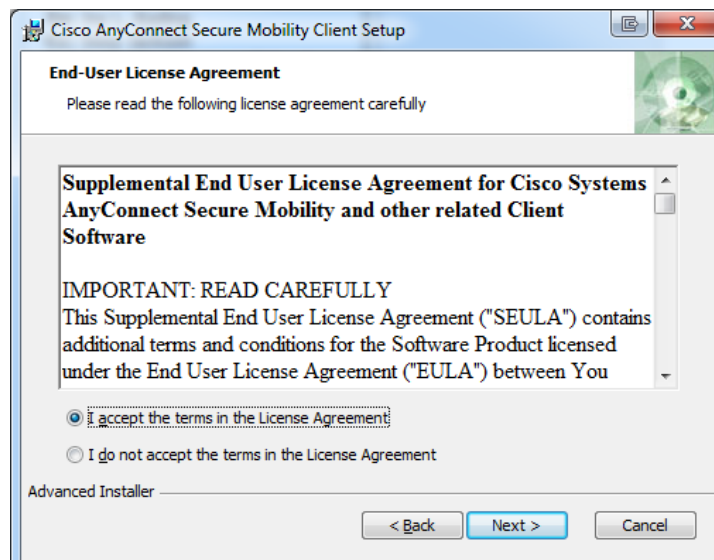 Cisco AnyConnect Secure Mobility Client Setup
End-User License Agreement
Please read the following license agreement carefully
Supplemental End User License Agreement for Cisco Systems
AnyConnect Secure Mobility and other related Client
Software
IMPORTANT: READ CAREFULLY
This Supplemental End User License Agreement ("SEULA") contains
additional terms and conditions for the Software Product licensed
under the End User License Agreement ("EULA") between You
I accept the terms in the License Agreement
I do not accept the terms in the License Agreement
Advanced Installer
< Back Next > Cancel